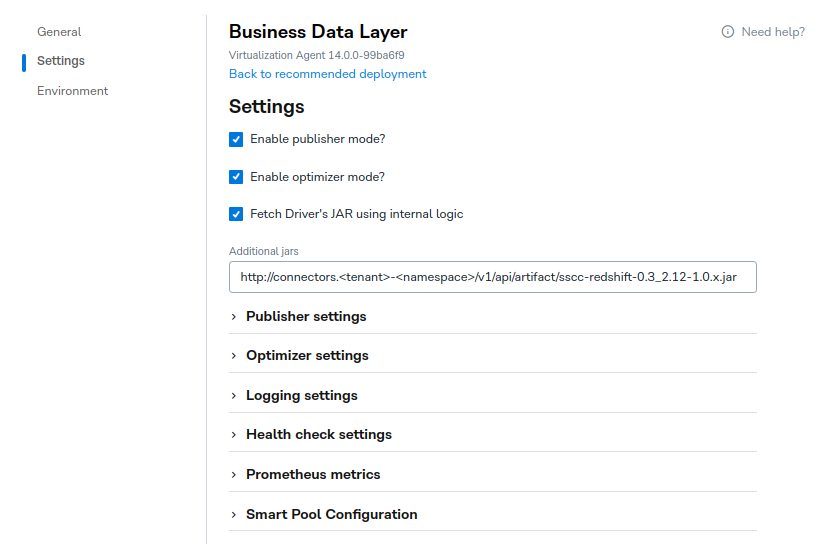 General
Settings
Environment
Business Data Layer
Need help?
Virtualization Agent 14.0.0-99ba6f9
Back to recommended deployment
Settings
Enable publisher mode?
Enable optimizer mode?
Fetch Driver's JAR using internal logic
Additional jars
http://connectors.<tenant>-<namespace>/v1/api/artifact/sscc-redshift-0.3_2.12-1.0.x.jar
Publisher settings
Optimizer settings
Logging settings
Health check settings
Prometheus metrics
Smart Pool Configuration